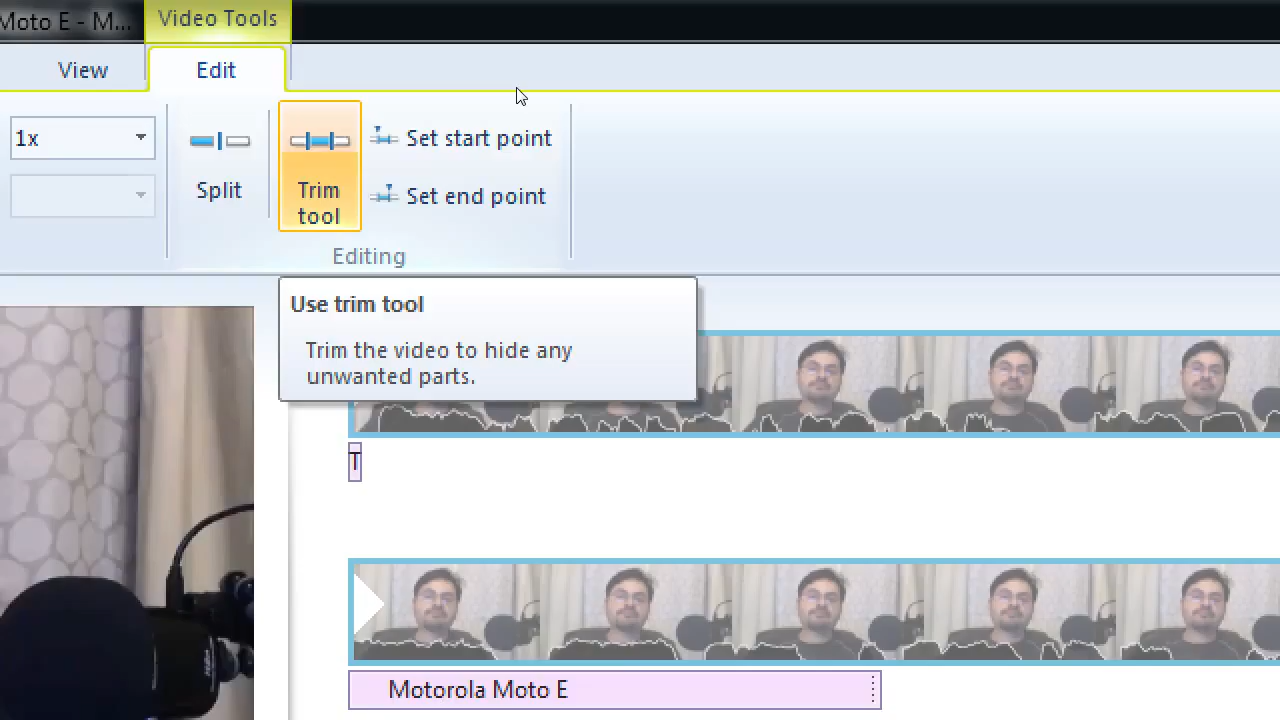 Moto E - M...
Video Tools
View
Edit
1x
Split
Trim
tool
Set start point
Set end point
Editing
Use trim tool
Trim the video to hide any
unwanted parts.
T
Motorola Moto E